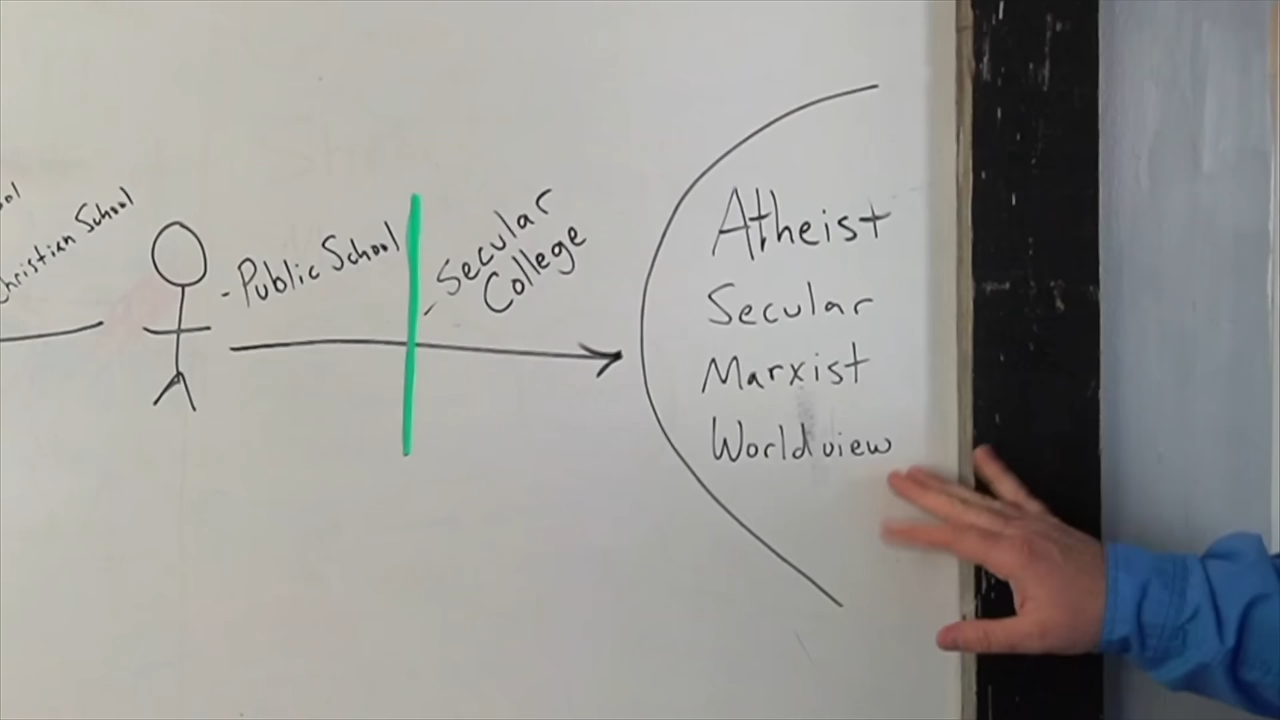 Christian School
- Public School
- Secular
College
Atheist
Secular
Marxist
Worldview